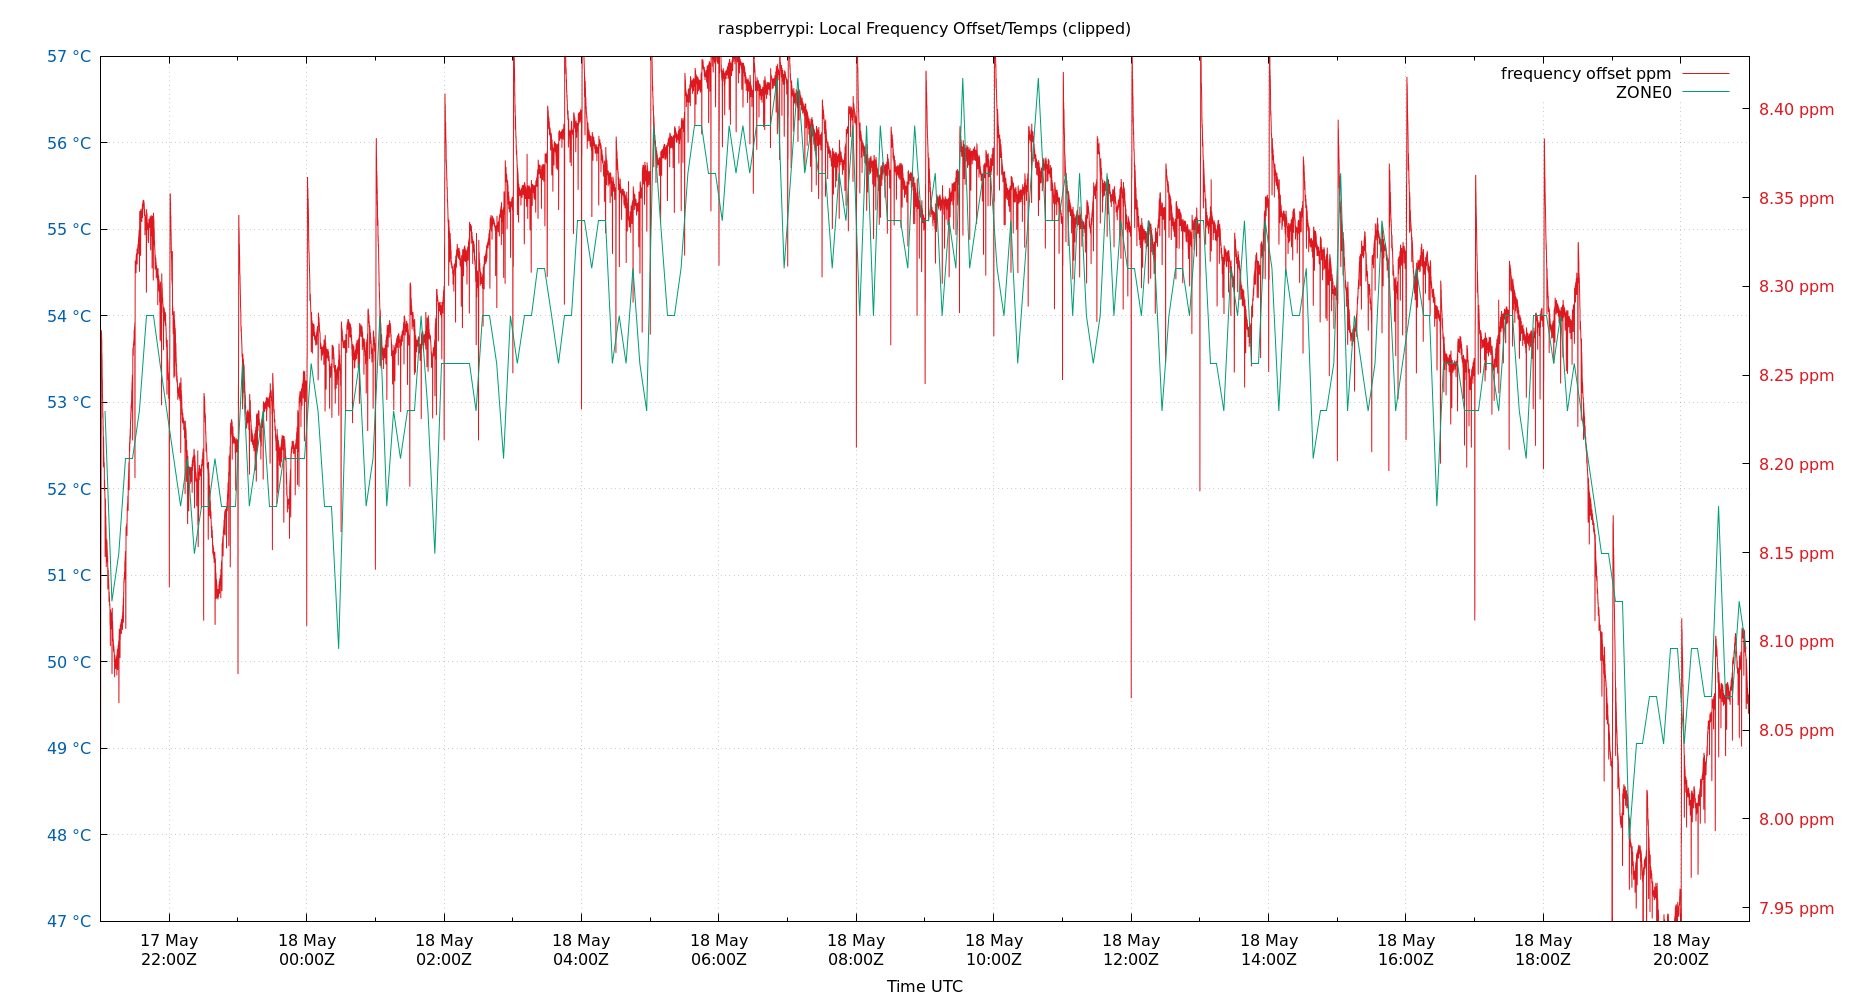 raspberrypi: Local Frequency Offset/Temps (clipped)
frequency offset ppm
ZONE0
57 °C
56 °C
55 °C
54 °C
53 °C
52 °C
51 °C
50 °C
49 °C
48 °C
47 °C
8.40 ppm
8.35 ppm
8.30 ppm
8.25 ppm
8.20 ppm
8.15 ppm
8.10 ppm
8.05 ppm
8.00 ppm
7.95 ppm
17 May 18 May 18 May 18 May 18 May 18 May 18 May 18 May 18 May 18 May 18 May 18 May
22:00Z 00:00Z 02:00Z 04:00Z 06:00Z 08:00Z 10:00Z 12:00Z 14:00Z 16:00Z 18:00Z 20:00Z
Time UTC